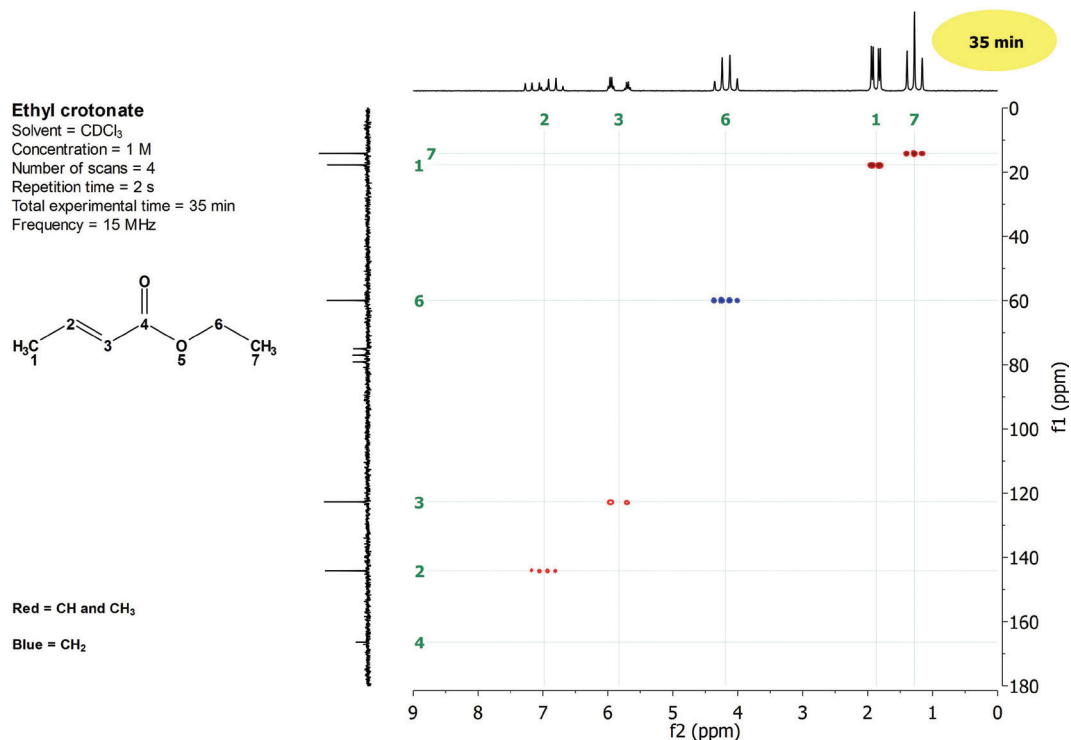 35 min
Ethyl crotonate
Solvent = CDCl₃
Concentration = 1 M
Number of scans = 4
Repetition time = 2 s
Total experimental time = 35 min
Frequency = 15 MHz
2 3 6 1 7
7
1
6
3
2
4
O
2 4 6
H₃C 3 O CH₃
1 5 7
Red = CH and CH₃
Blue = CH₂
0
20
40
60
80
100
120
140
160
180
f1 (ppm)
9 8 7 6 5 4 3 2 1 0
f2 (ppm)